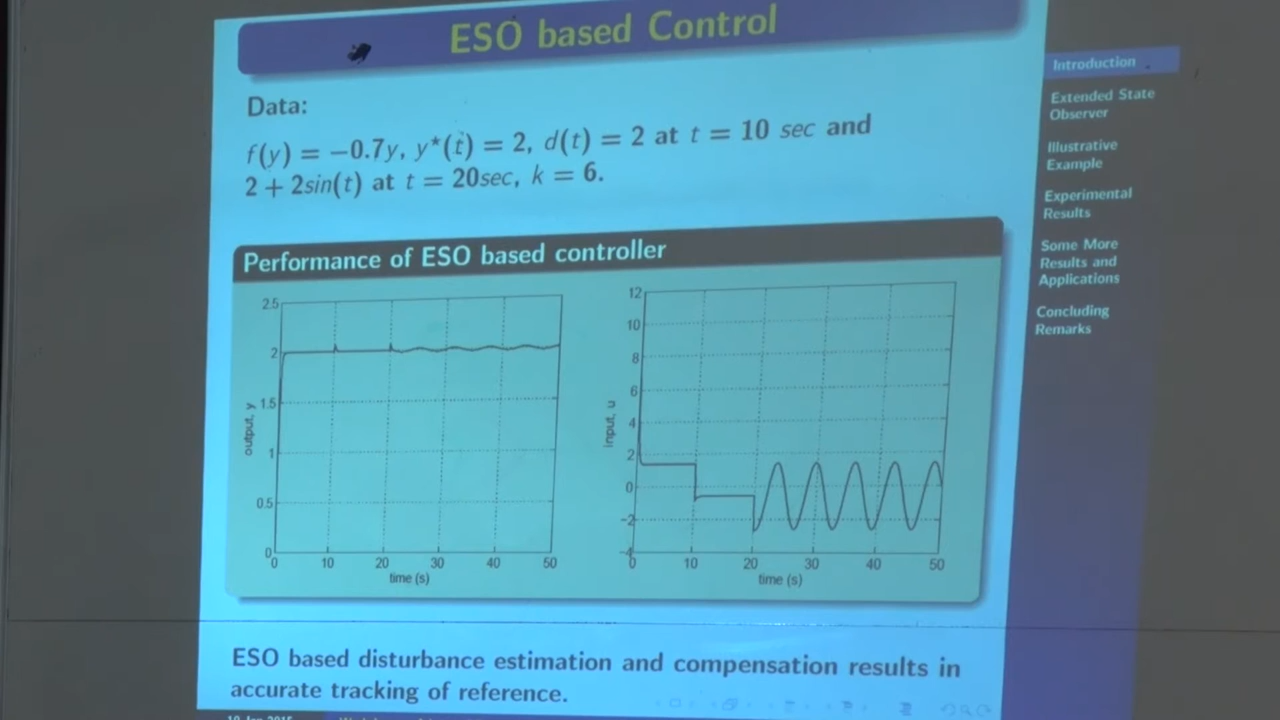 ESO based Control
Data:
f(y) = −0.7y, y*(t) = 2, d(t) = 2 at t = 10 sec and
2 + 2sin(t) at t = 20sec, k = 6.
Performance of ESO based controller
2.5
2
1.5
1
0.5
0
output, y
0 10 20 30 40 50
time (s)
12
10
8
6
4
2
0
-2
-4
input, u
0 10 20 30 40 50
time (s)
ESO based disturbance estimation and compensation results in
accurate tracking of reference.
Introduction
Extended State
Observer
Illustrative
Example
Experimental
Results
Some More
Results and
Applications
Concluding
Remarks